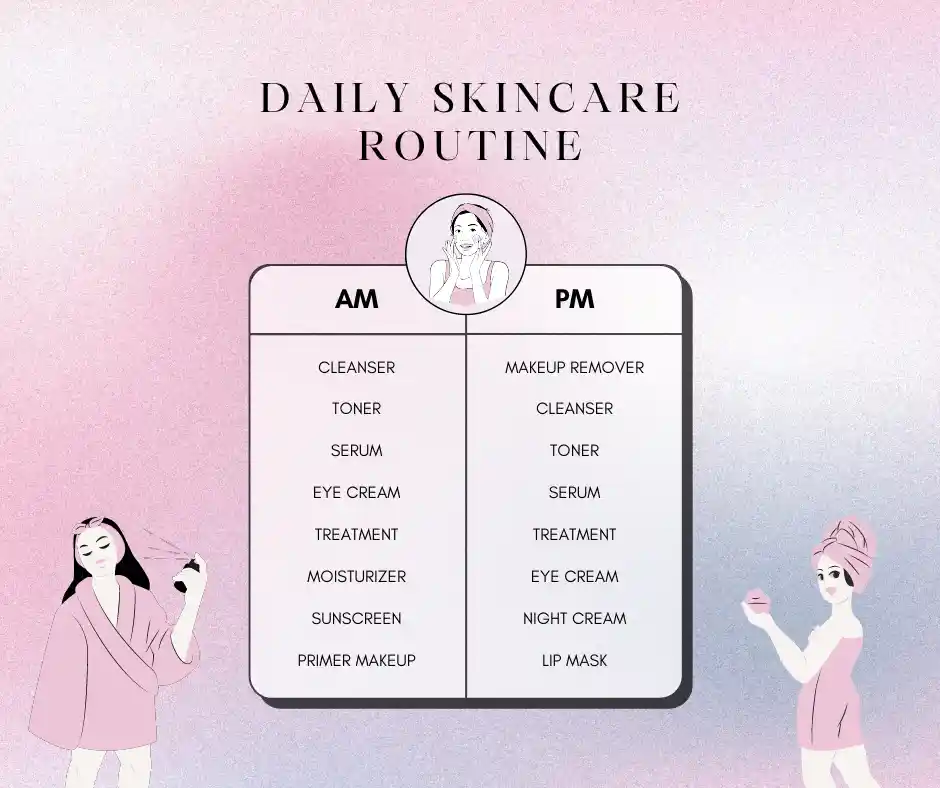 DAILY SKINCARE
ROUTINE
AM
PM
CLEANSER
MAKEUP REMOVER
TONER
CLEANSER
SERUM
TONER
EYE CREAM
SERUM
TREATMENT
TREATMENT
MOISTURIZER
EYE CREAM
SUNSCREEN
NIGHT CREAM
PRIMER MAKEUP
LIP MASK